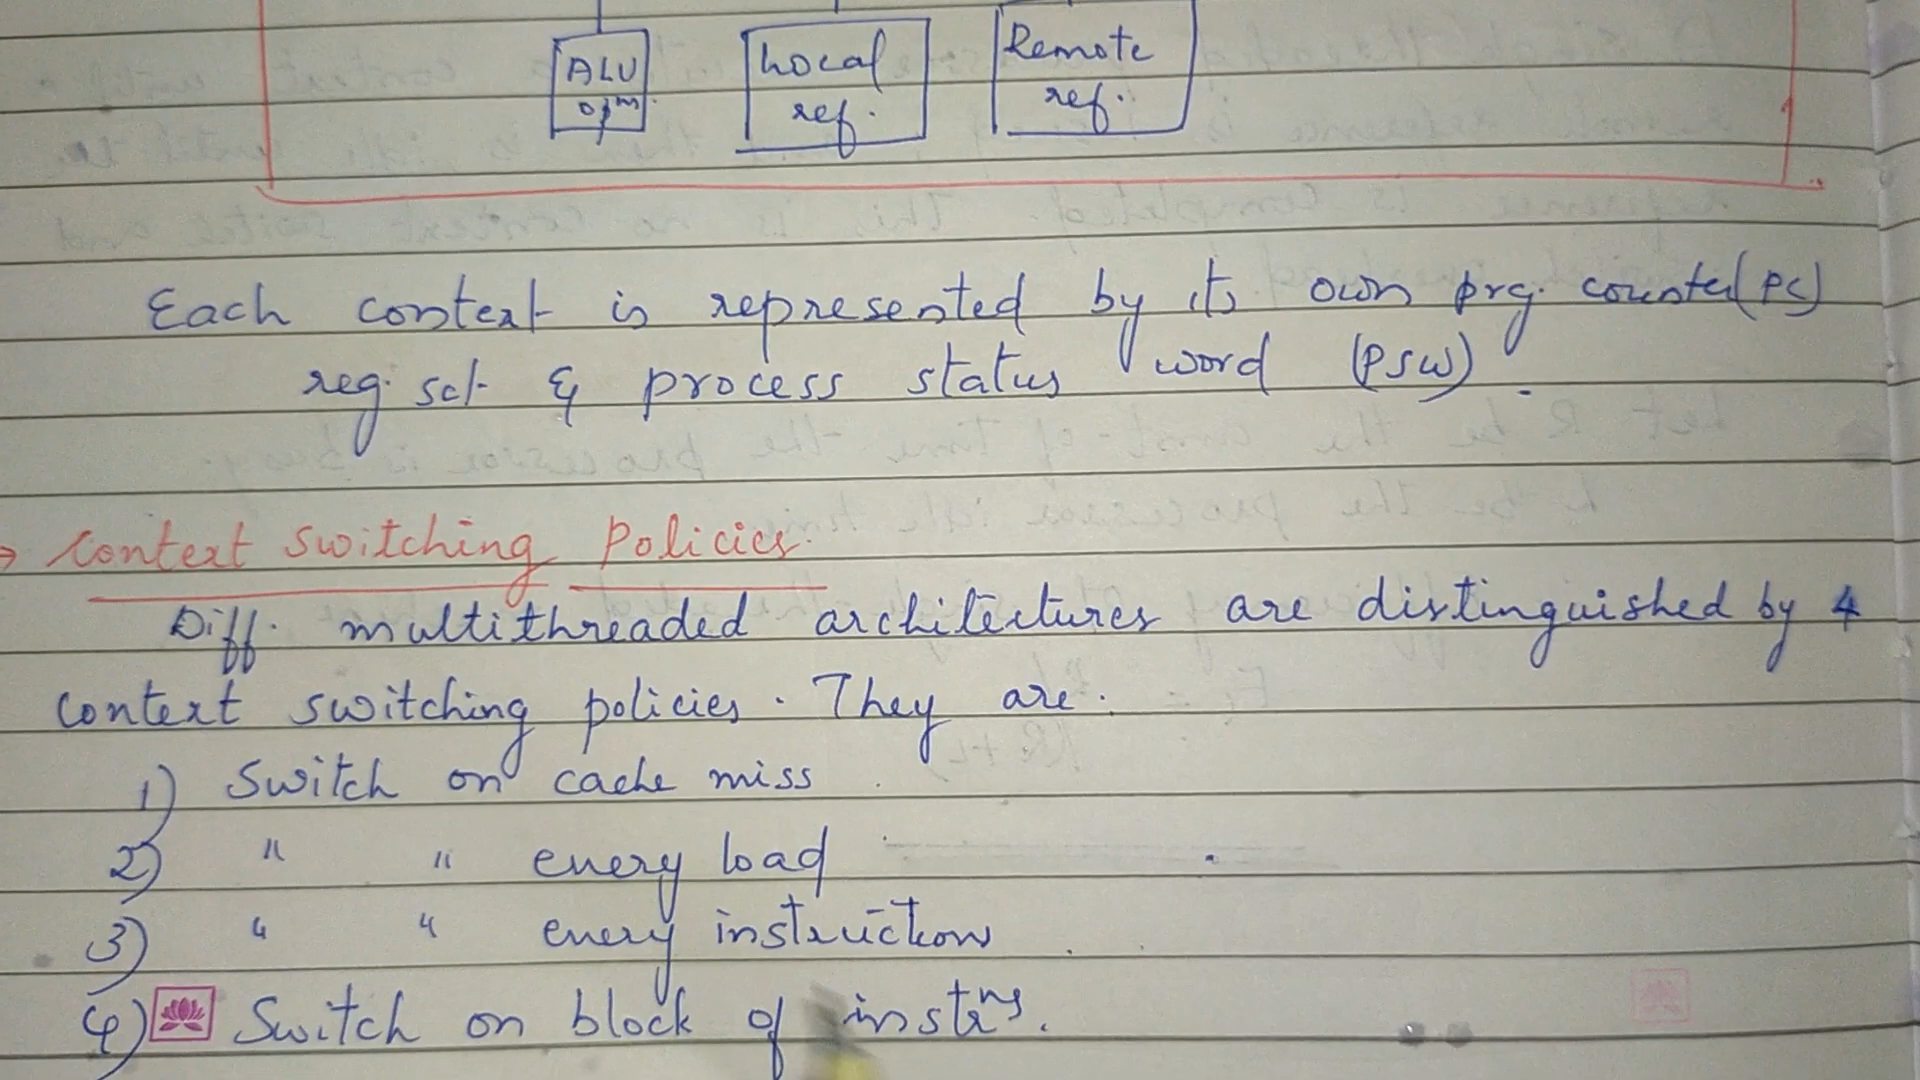 ALU
opn.
Local
ref.
Remote
ref.
Each context is represented by its own prg. counter (PC)
reg. set & process status word (PSW).
Context Switching Policies.
Diff. multithreaded architectures are distinguished by 4
context switching policies. They are.
1) Switch on cache miss
2) " " every load
3) " " every instruction
4) Switch on block of instrns.